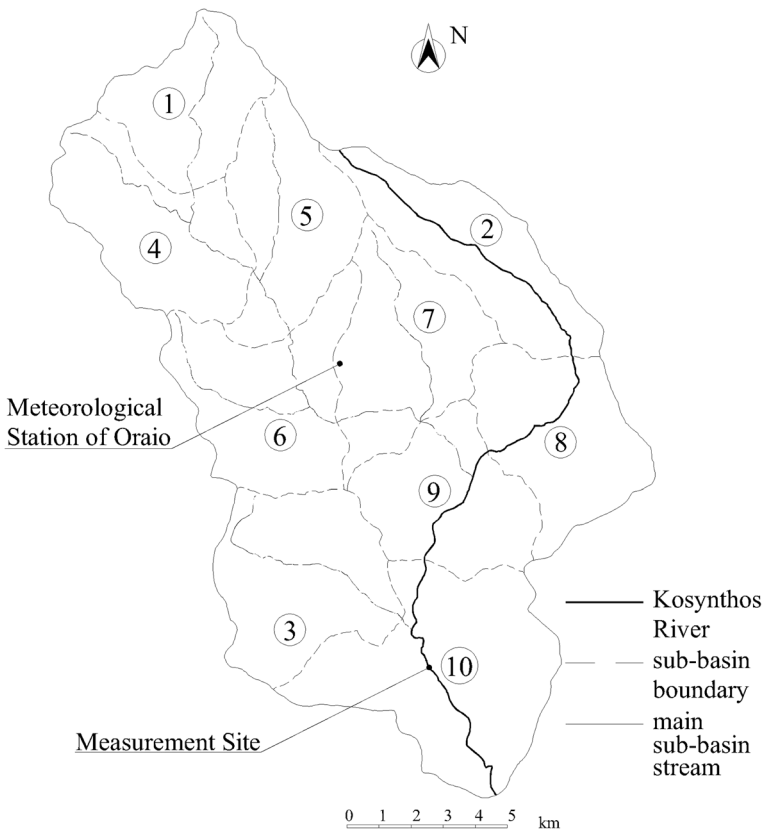 N
1
2
5
4
7
Meteorological
Station of Oraio
6
8
9
3
10
Kosynthos
River
sub-basin
boundary
main
sub-basin
stream
Measurement Site
0 1 2 3 4 5 km